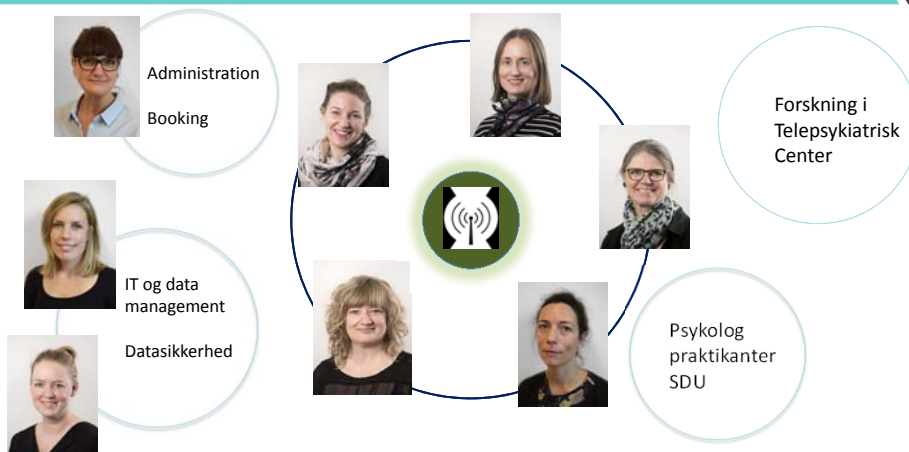 Administration
Booking
Forskning i
Telepsykiatrisk
Center
IT og data
management
Datasikkerhed
Psykolog
praktikanter
SDU